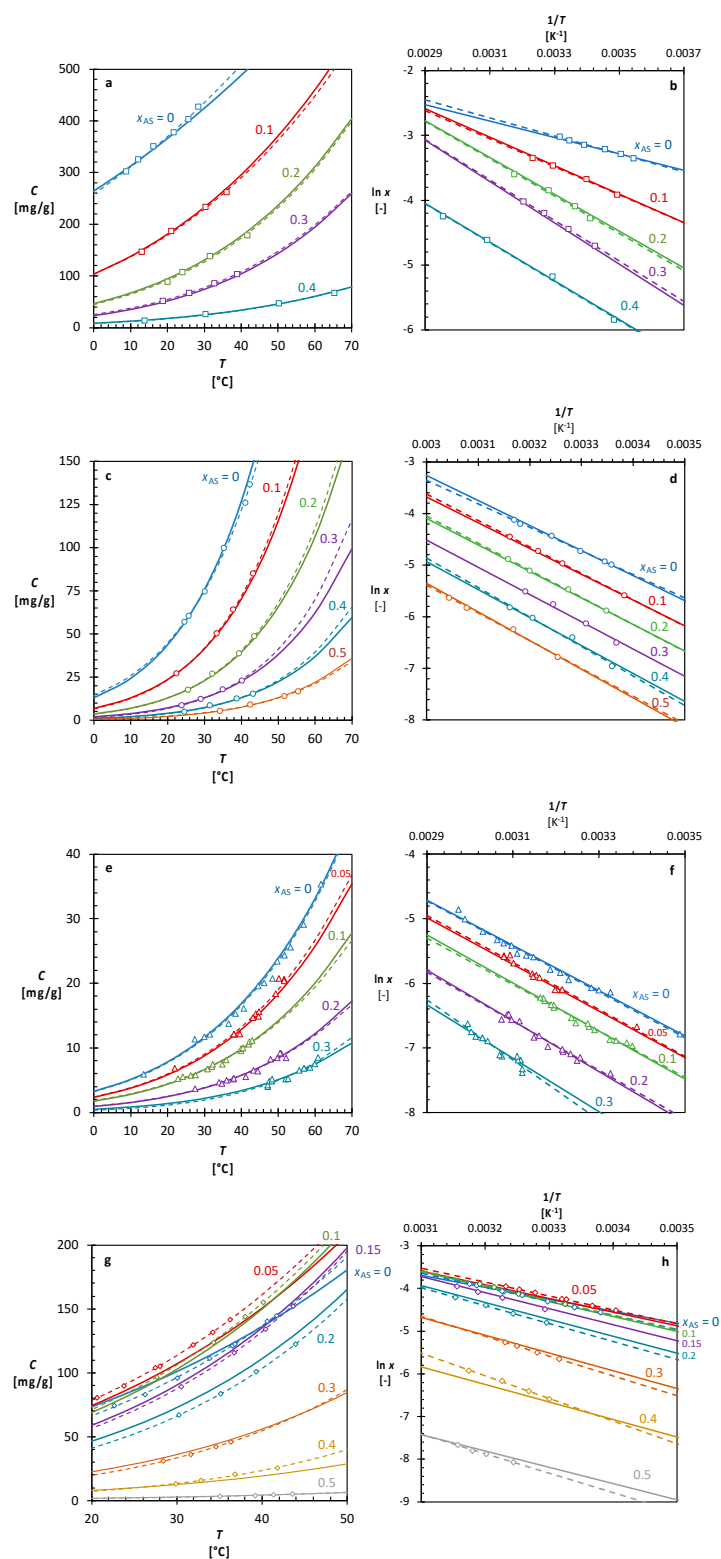 a
500
400
300
200
100
0
C
[mg/g]
x_AS = 0
0.1
0.2
0.3
0.4
0 10 20 30 40 50 60 70
T
[°C]
1/T
[K⁻¹]
0.0029 0.0031 0.0033 0.0035 0.0037
b
-2
-3
-4
-5
-6
ln x
[-]
x_AS = 0
0.1
0.2
0.3
0.4
c
150
125
100
75
50
25
0
C
[mg/g]
x_AS = 0
0.1
0.2
0.3
0.4
0.5
0 10 20 30 40 50 60 70
T
[°C]
1/T
[K⁻¹]
0.003 0.0031 0.0032 0.0033 0.0034 0.0035
d
-3
-4
-5
-6
-7
-8
ln x
[-]
x_AS = 0
0.1
0.2
0.3
0.4
0.5
e
40
30
20
10
0
C
[mg/g]
x_AS = 0
0.05
0.1
0.2
0.3
0 10 20 30 40 50 60 70
T
[°C]
1/T
[K⁻¹]
0.0029 0.0031 0.0033 0.0035
f
-4
-5
-6
-7
-8
ln x
[-]
x_AS = 0
0.05
0.1
0.2
0.3
g
200
150
100
50
0
C
[mg/g]
0.1
0.15
0.05
x_AS = 0
0.2
0.3
0.4
0.5
20 30 40 50
T
[°C]
1/T
[K⁻¹]
0.0031 0.0032 0.0033 0.0034 0.0035
h
-3
-4
-5
-6
-7
-8
-9
ln x
[-]
0.05
x_AS = 0
0.1
0.15
0.2
0.3
0.4
0.5